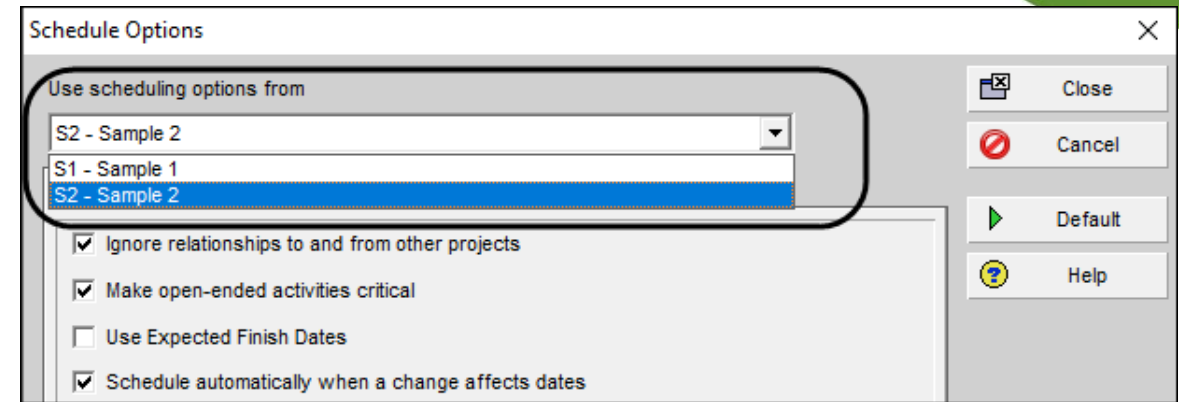 Schedule Options
Use scheduling options from
S2 - Sample 2
S1 - Sample 1
S2 - Sample 2
Ignore relationships to and from other projects
Make open-ended activities critical
Use Expected Finish Dates
Schedule automatically when a change affects dates
Close
Cancel
Default
Help